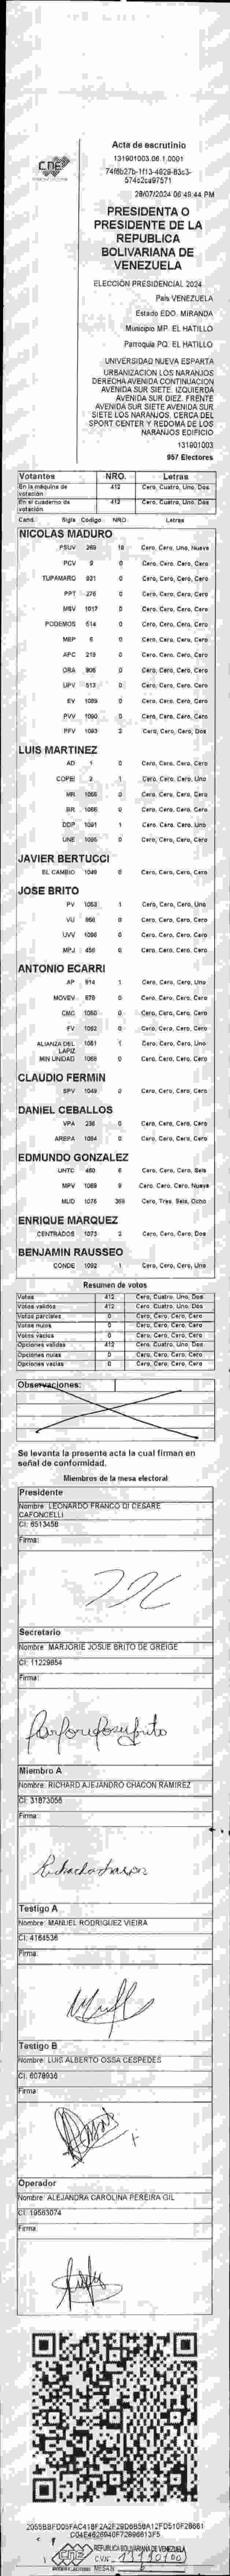 Acta de escrutinio
131901003.06.1.0001
574c2ca97571
28/07/2024 06:49:44 PM
CNE
PRESIDENTA O
PRESIDENTE DE LA
REPUBLICA
BOLIVARIANA DE
VENEZUELA
ELECCIÓN PRESIDENCIAL 2024
País VENEZUELA
Estado EDO. MIRANDA
Municipio MP. EL HATILLO
Parroquia PQ. EL HATILLO
UNIVERSIDAD NUEVA ESPARTA
URBANIZACION LOS NARANJOS
DERECHA AVENIDA CONTINUACION
AVENIDA SUR SIETE. IZQUIERDA
AVENIDA SUR DIEZ. FRENTE
AVENIDA SUR SIETE AVENIDA SUR
SIETE LOS NARANJOS. CERCA DEL
SPORT CENTER Y REDOMA DE LOS
NARANJOS EDIFICIO
131901003
957 Electores
Votantes NRO. Letras
En la máquina de votación 412 Cero, Cuatro, Uno, Dos
En el cuaderno de votación 412 Cero, Cuatro, Uno, Dos
Cand. Sigla Codigo NRO. Letras
NICOLAS MADURO
PSUV 269 19 Cero, Cero, Uno, Nueve
PCV 9 0 Cero, Cero, Cero, Cero
TUPAMARO 931 0 Cero, Cero, Cero, Cero
PPT 276 0 Cero, Cero, Cero, Cero
MSV 1017 0 Cero, Cero, Cero, Cero
PODEMOS 514 0 Cero, Cero, Cero, Cero
MEP 6 0 Cero, Cero, Cero, Cero
APC 219 0 Cero, Cero, Cero, Cero
ORA 905 0 Cero, Cero, Cero, Cero
UPV 513 0 Cero, Cero, Cero, Cero
EV 1089 0 Cero, Cero, Cero, Cero
PVV 1090 0 Cero, Cero, Cero, Cero
PFV 1093 2 Cero, Cero, Cero, Dos
LUIS MARTINEZ
AD 1 0 Cero, Cero, Cero, Cero
COPEI 2 1 Cero, Cero, Cero, Uno
MR 1055 0 Cero, Cero, Cero, Cero
BR 1066 0 Cero, Cero, Cero, Cero
DDP 1091 1 Cero, Cero, Cero, Uno
UNE 1095 0 Cero, Cero, Cero, Cero
JAVIER BERTUCCI
EL CAMBIO 1049 0 Cero, Cero, Cero, Cero
JOSE BRITO
PV 1053 1 Cero, Cero, Cero, Uno
VU 956 0 Cero, Cero, Cero, Cero
UVV 1096 0 Cero, Cero, Cero, Cero
MPJ 456 0 Cero, Cero, Cero, Cero
ANTONIO ECARRI
AP 914 1 Cero, Cero, Cero, Uno
MOVEV 679 0 Cero, Cero, Cero, Cero
CMC 1050 0 Cero, Cero, Cero, Cero
FV 1052 0 Cero, Cero, Cero, Cero
ALIANZA DEL LAPIZ 1051 1 Cero, Cero, Cero, Uno
MIN UNIDAD 1068 0 Cero, Cero, Cero, Cero
CLAUDIO FERMIN
SPV 1049 0 Cero, Cero, Cero, Cero
DANIEL CEBALLOS
VPA 236 0 Cero, Cero, Cero, Cero
AREPA 1084 0 Cero, Cero, Cero, Cero
EDMUNDO GONZALEZ
UNTC 460 6 Cero, Cero, Cero, Seis
MPV 1069 9 Cero, Cero, Cero, Nueve
MUD 1076 368 Cero, Tres, Seis, Ocho
ENRIQUE MARQUEZ
CENTRADOS 1073 2 Cero, Cero, Cero, Dos
BENJAMIN RAUSSEO
CONDE 1092 1 Cero, Cero, Cero, Uno
Resumen de votos
Votos 412 Cero, Cuatro, Uno, Dos
Votos validos 412 Cero, Cuatro, Uno, Dos
Votos parciales 0 Cero, Cero, Cero, Cero
Votos nulos 0 Cero, Cero, Cero, Cero
Votos vacios 0 Cero, Cero, Cero, Cero
Opciones validas 412 Cero, Cuatro, Uno, Dos
Opciones nulas 0 Cero, Cero, Cero, Cero
Opciones vacias 0 Cero, Cero, Cero, Cero
Observaciones:
Se levanta la presente acta la cual firman en
señal de conformidad.
Miembros de la mesa electoral
Presidente
Nombre: LEONARDO FRANCO DI CESARE
CAFONCELLI
CI: 6513458
Firma:
Secretario
Nombre: MARJORIE JOSUE BRITO DE GREIGE
CI: 11229854
Firma:
Miembro A
Nombre: RICHARD ALEJANDRO CHACON RAMIREZ
CI: 31873056
Firma:
Testigo A
Nombre: MANUEL RODRIGUEZ VIEIRA
CI: 4164536
Firma:
Testigo B
Nombre: LUIS ALBERTO OSSA CESPEDES
CI: 6078936
Firma:
Operador
Nombre: ALEJANDRA CAROLINA PEREIRA GIL
CI: 19563074
Firma:
CNE
REPUBLICA BOLIVARIANA DE VENEZUELA
MESA N 6